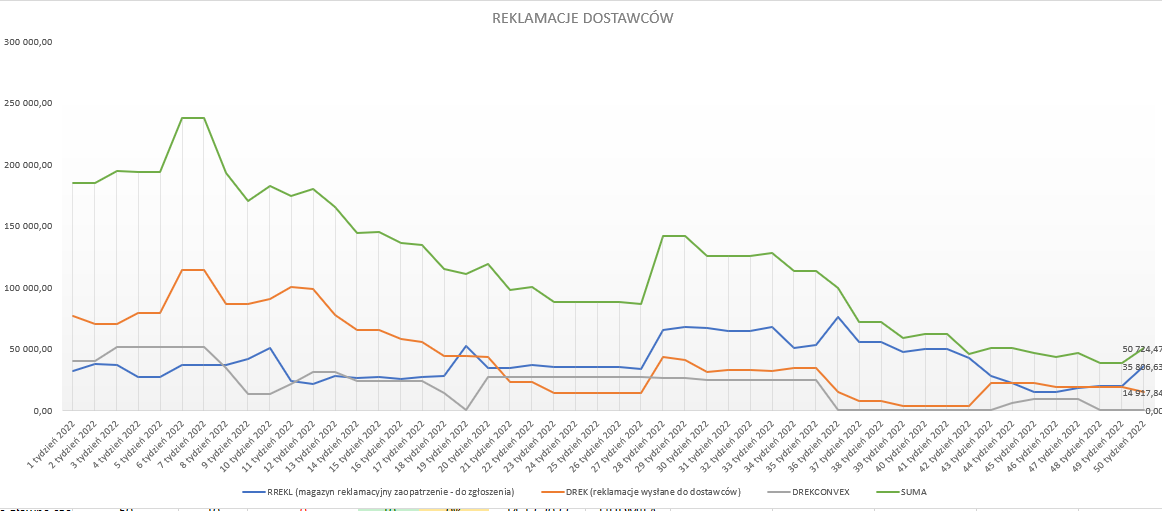 REKLAMACJE DOSTAWCÓW
300 000,00
250 000,00
200 000,00
150 000,00
100 000,00
50 000,00
0,00
50 724,47
35 806,63
14 917,84
0,00
1 tydzień 2022
2 tydzień 2022
3 tydzień 2022
4 tydzień 2022
5 tydzień 2022
6 tydzień 2022
7 tydzień 2022
8 tydzień 2022
9 tydzień 2022
10 tydzień 2022
11 tydzień 2022
12 tydzień 2022
13 tydzień 2022
14 tydzień 2022
15 tydzień 2022
16 tydzień 2022
17 tydzień 2022
18 tydzień 2022
19 tydzień 2022
20 tydzień 2022
21 tydzień 2022
22 tydzień 2022
23 tydzień 2022
24 tydzień 2022
25 tydzień 2022
26 tydzień 2022
27 tydzień 2022
28 tydzień 2022
29 tydzień 2022
30 tydzień 2022
31 tydzień 2022
32 tydzień 2022
33 tydzień 2022
34 tydzień 2022
35 tydzień 2022
36 tydzień 2022
37 tydzień 2022
38 tydzień 2022
39 tydzień 2022
40 tydzień 2022
41 tydzień 2022
42 tydzień 2022
43 tydzień 2022
44 tydzień 2022
45 tydzień 2022
46 tydzień 2022
47 tydzień 2022
48 tydzień 2022
49 tydzień 2022
50 tydzień 2022
RREKL (magazyn reklamacyjny zaopatrzenie - do zgłoszenia)
DREK (reklamacje wysłane do dostawców)
DREKCONVEX
SUMA